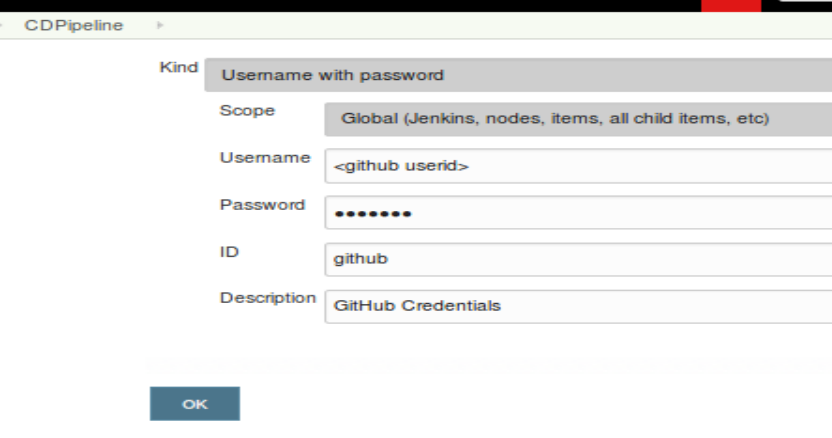 CDPipeline
Kind Username with password
Scope Global (Jenkins, nodes, items, all child items, etc)
Username <github userid>
Password •••••••
ID github
Description GitHub Credentials
OK